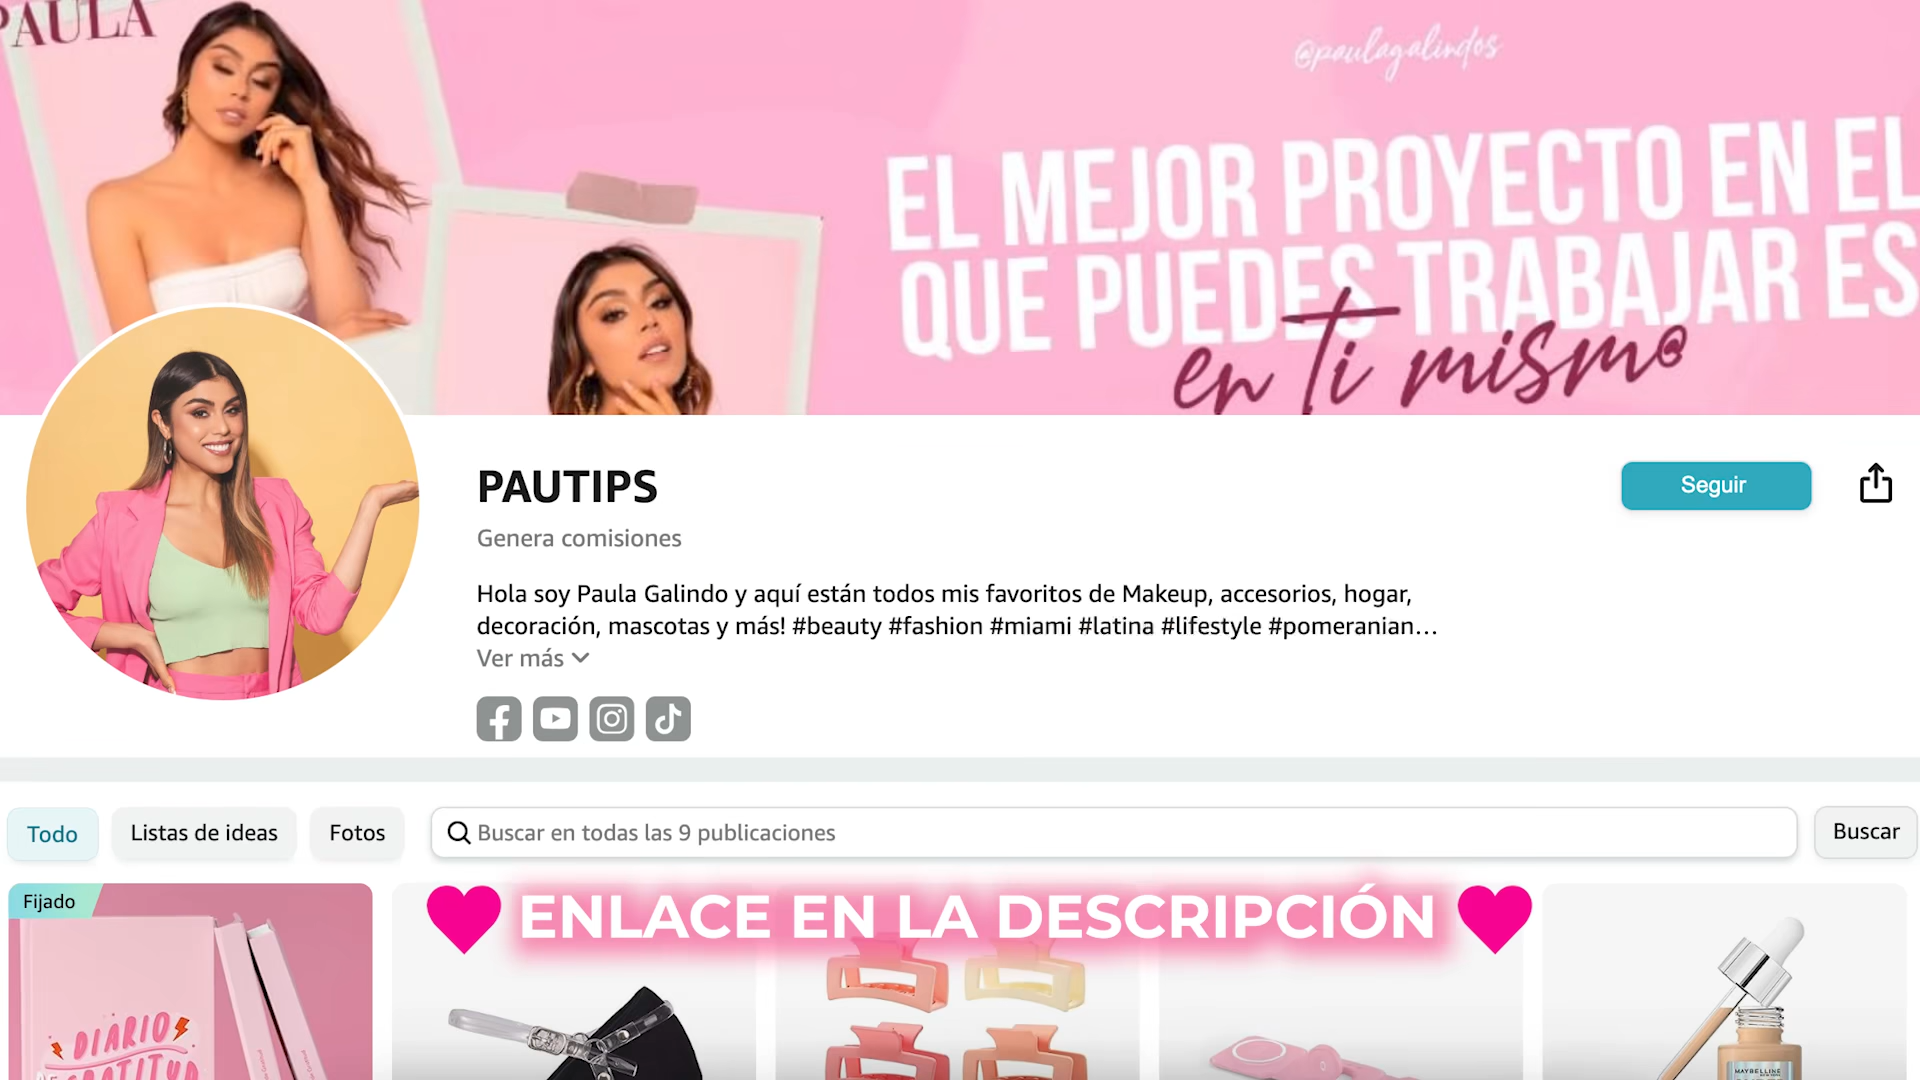 PAULA
@paulagalindos
EL MEJOR PROYECTO EN EL
QUE PUEDES TRABAJAR ES
en ti mism@
PAUTIPS
Seguir
Genera comisiones
Hola soy Paula Galindo y aquí están todos mis favoritos de Makeup, accesorios, hogar,
decoración, mascotas y más! #beauty #fashion #miami #latina #lifestyle #pomeranian…
Ver más
Todo
Listas de ideas
Fotos
Buscar en todas las 9 publicaciones
Buscar
Fijado
ENLACE EN LA DESCRIPCIÓN
DIARIO
DE GRATITUD
MAYBELLINE